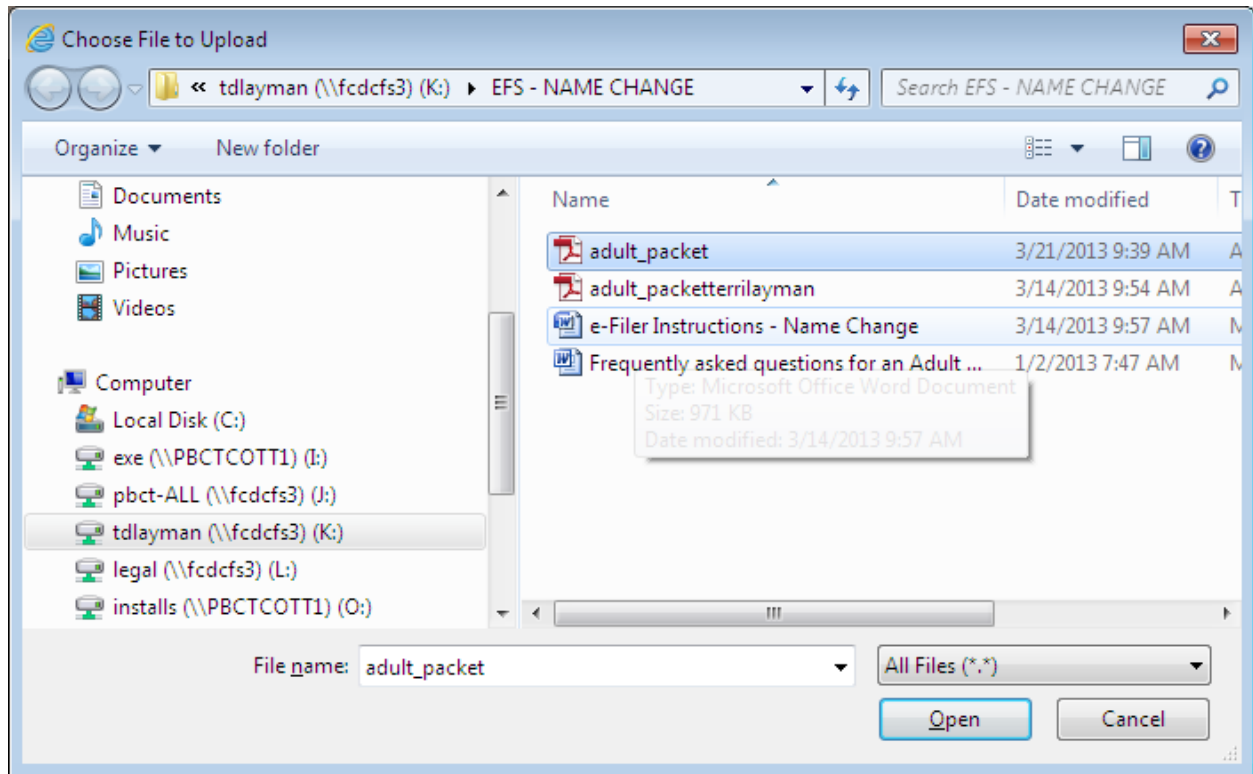 Choose File to Upload
« tdlayman (\\fcdcfs3) (K:) ▸ EFS - NAME CHANGE
Search EFS - NAME CHANGE
Organize
New folder
Documents
Music
Pictures
Videos
Computer
Local Disk (C:)
exe (\\PBCTCOTT1) (I:)
pbct-ALL (\\fcdcfs3) (J:)
tdlayman (\\fcdcfs3) (K:)
legal (\\fcdcfs3) (L:)
installs (\\PBCTCOTT1) (O:)
Name Date modified T
adult_packet 3/21/2013 9:39 AM A
adult_packetterrilayman 3/14/2013 9:54 AM A
e-Filer Instructions - Name Change 3/14/2013 9:57 AM M
Frequently asked questions for an Adult ... 1/2/2013 7:47 AM M
Type: Microsoft Office Word Document
Size: 971 KB
Date modified: 3/14/2013 9:57 AM
File name: adult_packet
All Files (*.*)
Open
Cancel